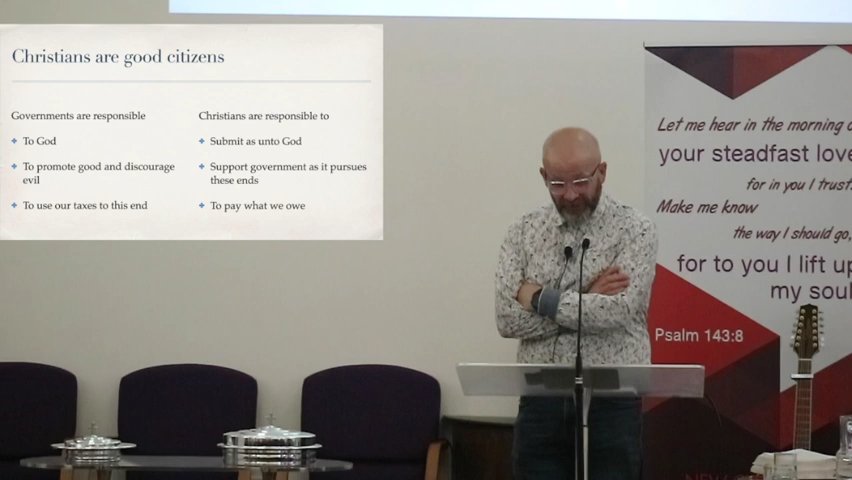 Christians are good citizens
Governments are responsible
To God
To promote good and discourage
evil
To use our taxes to this end
Christians are responsible to
Submit as unto God
Support government as it pursues
these ends
To pay what we owe
Let me hear in the morning
your steadfast love
for in you I trust.
Make me know
the way I should go,
for to you I lift up
my soul
Psalm 143:8